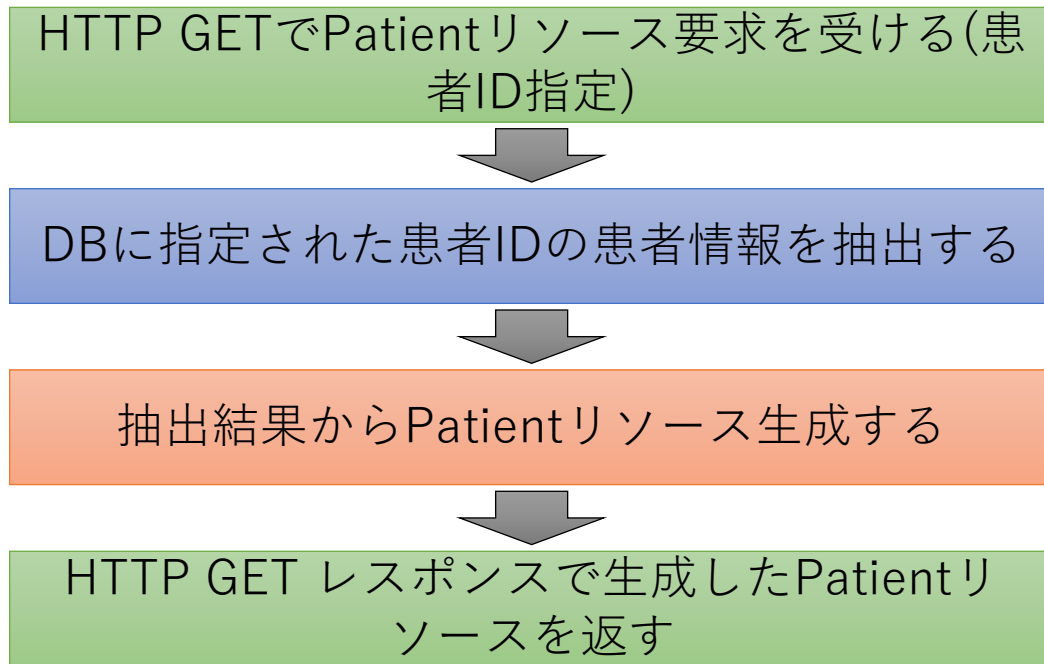 HTTP GETでPatientリソース要求を受ける(患
者ID指定)
DBに指定された患者IDの患者情報を抽出する
抽出結果からPatientリソース生成する
HTTP GET レスポンスで生成したPatientリ
ソースを返す